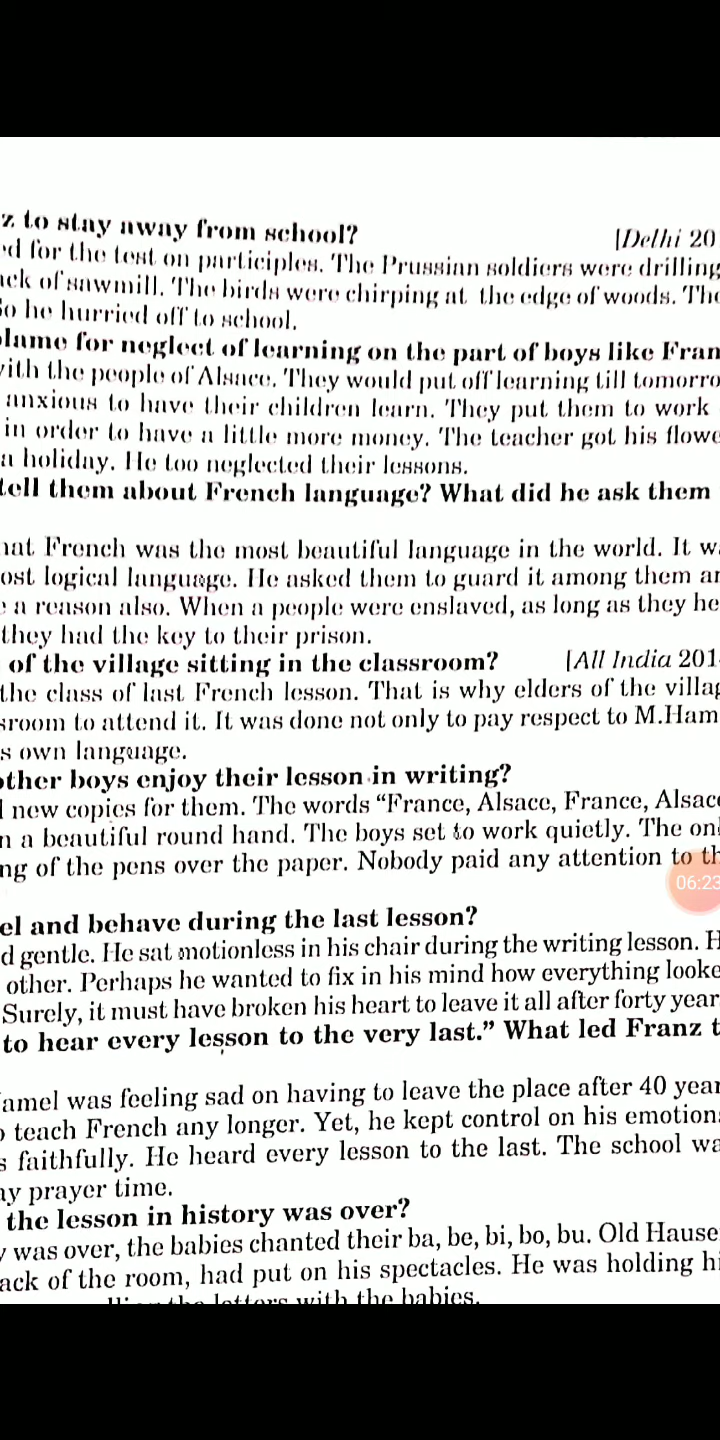 z to stay away from school? [Delhi 20
ed for the test on participles. The Prussian soldiers were drilling
ack of sawmill. The birds were chirping at the edge of woods. The
So he hurried off to school.
blame for neglect of learning on the part of boys like Fran
with the people of Alsace. They would put off learning till tomorro
anxious to have their children learn. They put them to work
in order to have a little more money. The teacher got his flowe
a holiday. He too neglected their lessons.
tell them about French language? What did he ask them
hat French was the most beautiful language in the world. It wa
ost logical language. He asked them to guard it among them an
e a reason also. When a people were enslaved, as long as they he
they had the key to their prison.
of the village sitting in the classroom? [All India 201
the class of last French lesson. That is why elders of the villag
sroom to attend it. It was done not only to pay respect to M.Ham
s own language.
other boys enjoy their lesson in writing?
d new copies for them. The words “France, Alsace, France, Alsace
n a beautiful round hand. The boys set to work quietly. The onl
ng of the pens over the paper. Nobody paid any attention to th
06:23
el and behave during the last lesson?
d gentle. He sat motionless in his chair during the writing lesson. H
other. Perhaps he wanted to fix in his mind how everything looke
Surely, it must have broken his heart to leave it all after forty year
to hear every lesson to the very last.” What led Franz t
Hamel was feeling sad on having to leave the place after 40 year
o teach French any longer. Yet, he kept control on his emotion
s faithfully. He heard every lesson to the last. The school wa
ay prayer time.
the lesson in history was over?
y was over, the babies chanted their ba, be, bi, bo, bu. Old Hause
ack of the room, had put on his spectacles. He was holding hi
the letters with the babies.